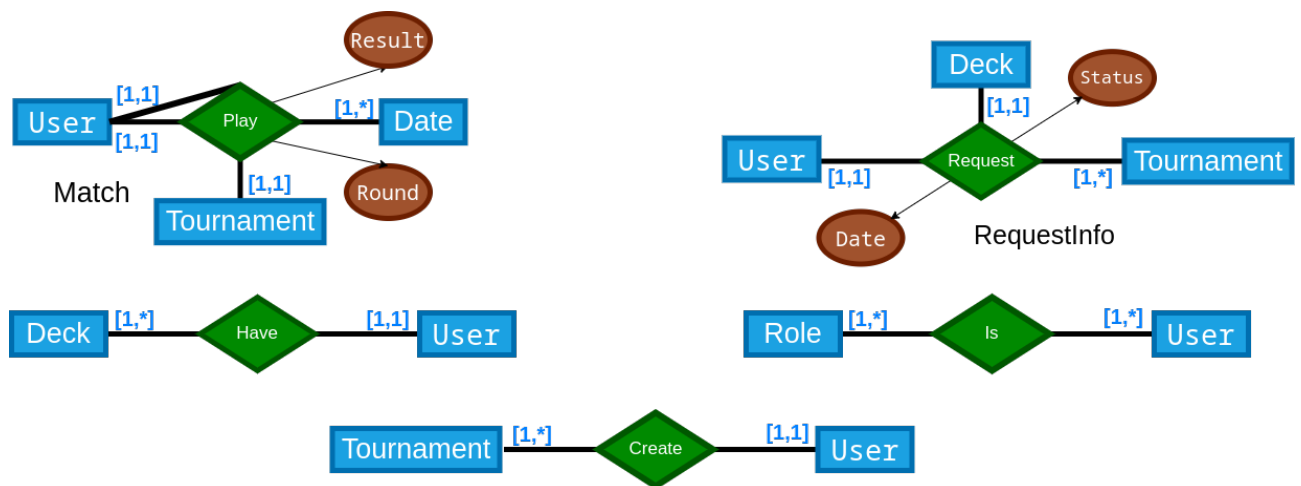 Result
[1,1]
User
Play
[1,*]
Date
[1,1]
[1,1]
Round
Match
Tournament
Deck
Status
[1,1]
User
Request
Tournament
[1,1]
[1,*]
Date
RequestInfo
Deck
[1,*]
Have
[1,1]
User
Role
[1,*]
Is
[1,*]
User
Tournament
[1,*]
Create
[1,1]
User